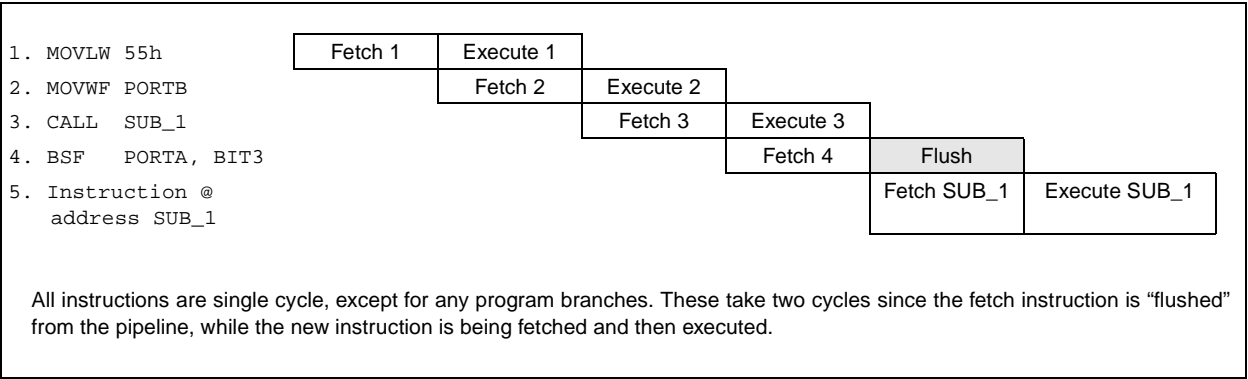 1. MOVLW 55h Fetch 1 Execute 1
2. MOVWF PORTB Fetch 2 Execute 2
3. CALL SUB_1 Fetch 3 Execute 3
4. BSF PORTA, BIT3 Fetch 4 Flush
5. Instruction @ Fetch SUB_1 Execute SUB_1
address SUB_1
All instructions are single cycle, except for any program branches. These take two cycles since the fetch instruction is “flushed”
from the pipeline, while the new instruction is being fetched and then executed.